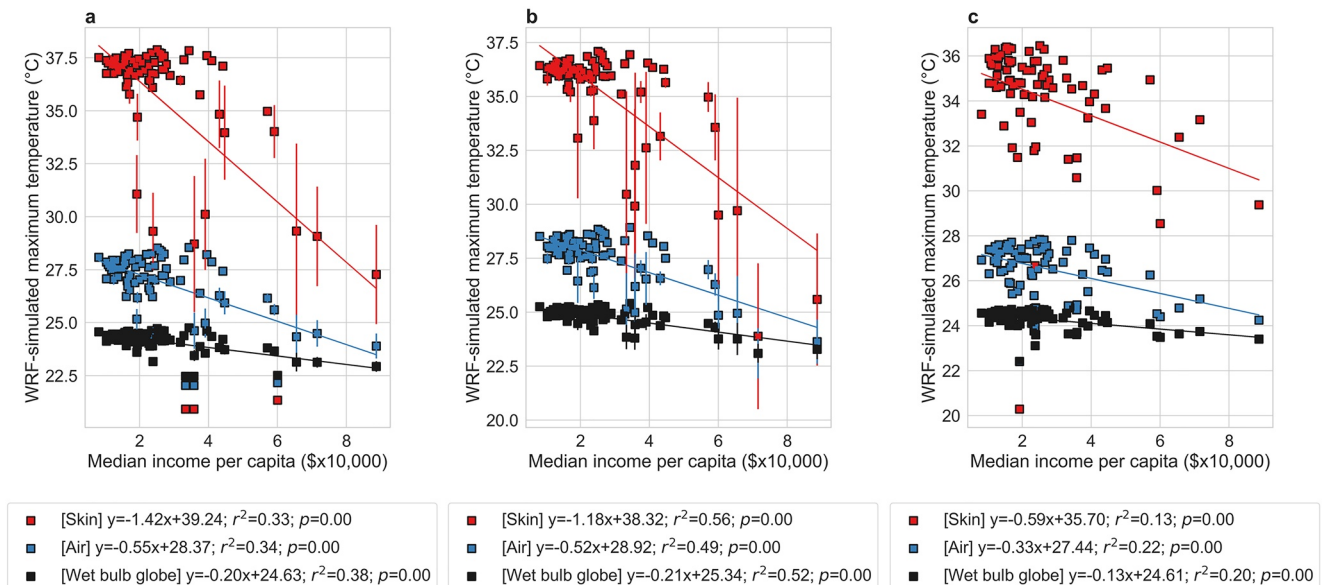 a
b
c
WRF-simulated maximum temperature (°C)
37.5
35.0
32.5
30.0
27.5
25.0
22.5
2
4
6
8
Median income per capita ($x10,000)
WRF-simulated maximum temperature (°C)
37.5
35.0
32.5
30.0
27.5
25.0
22.5
20.0
2
4
6
8
Median income per capita ($x10,000)
WRF-simulated maximum temperature (°C)
36
34
32
30
28
26
24
22
20
2
4
6
8
Median income per capita ($x10,000)
[Skin] y=-1.42x+39.24; r²=0.33; p=0.00
[Air] y=-0.55x+28.37; r²=0.34; p=0.00
[Wet bulb globe] y=-0.20x+24.63; r²=0.38; p=0.00
[Skin] y=-1.18x+38.32; r²=0.56; p=0.00
[Air] y=-0.52x+28.92; r²=0.49; p=0.00
[Wet bulb globe] y=-0.21x+25.34; r²=0.52; p=0.00
[Skin] y=-0.59x+35.70; r²=0.13; p=0.00
[Air] y=-0.33x+27.44; r²=0.22; p=0.00
[Wet bulb globe] y=-0.13x+24.61; r²=0.20; p=0.00